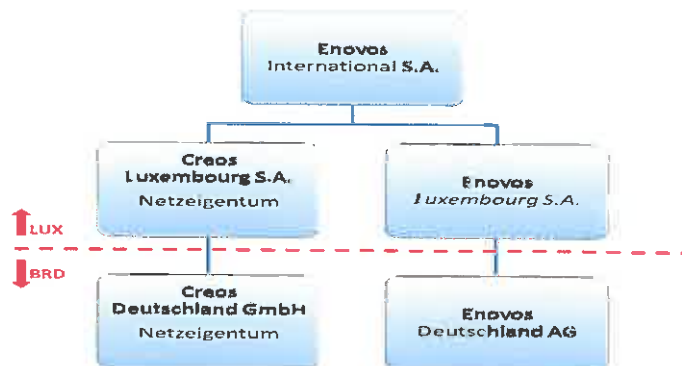 Enovos
International S.A.
Creos
Luxembourg S.A.
Netzeigentum
Enovos
Luxembourg S.A.
LUX
BRD
Creos
Deutschland GmbH
Netzeigentum
Enovos
Deutschland AG